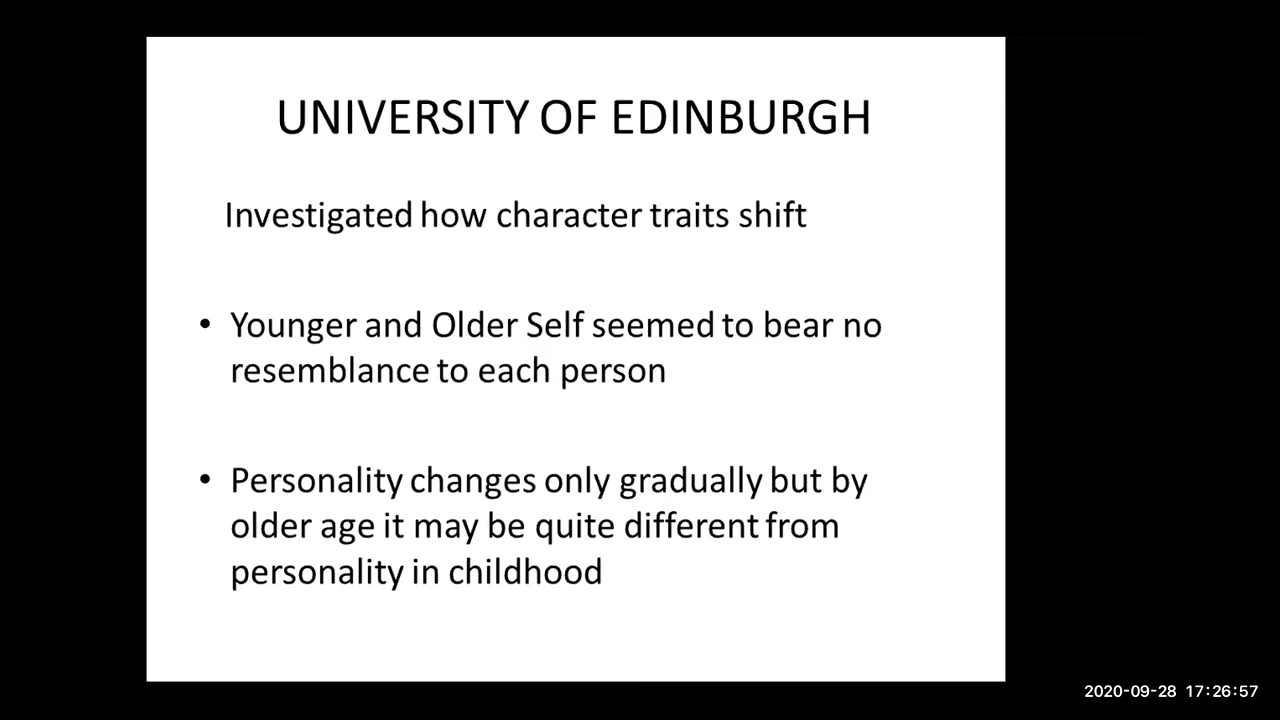 UNIVERSITY OF EDINBURGH
Investigated how character traits shift
• Younger and Older Self seemed to bear no
resemblance to each person
• Personality changes only gradually but by
older age it may be quite different from
personality in childhood
2020-09-28 17:26:57